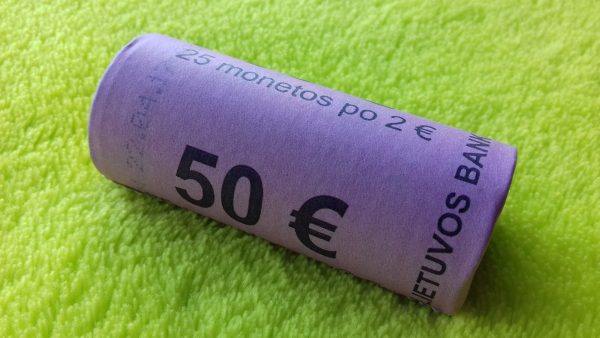 25 monetos po 2 €
50 €
LIETUVOS BANK